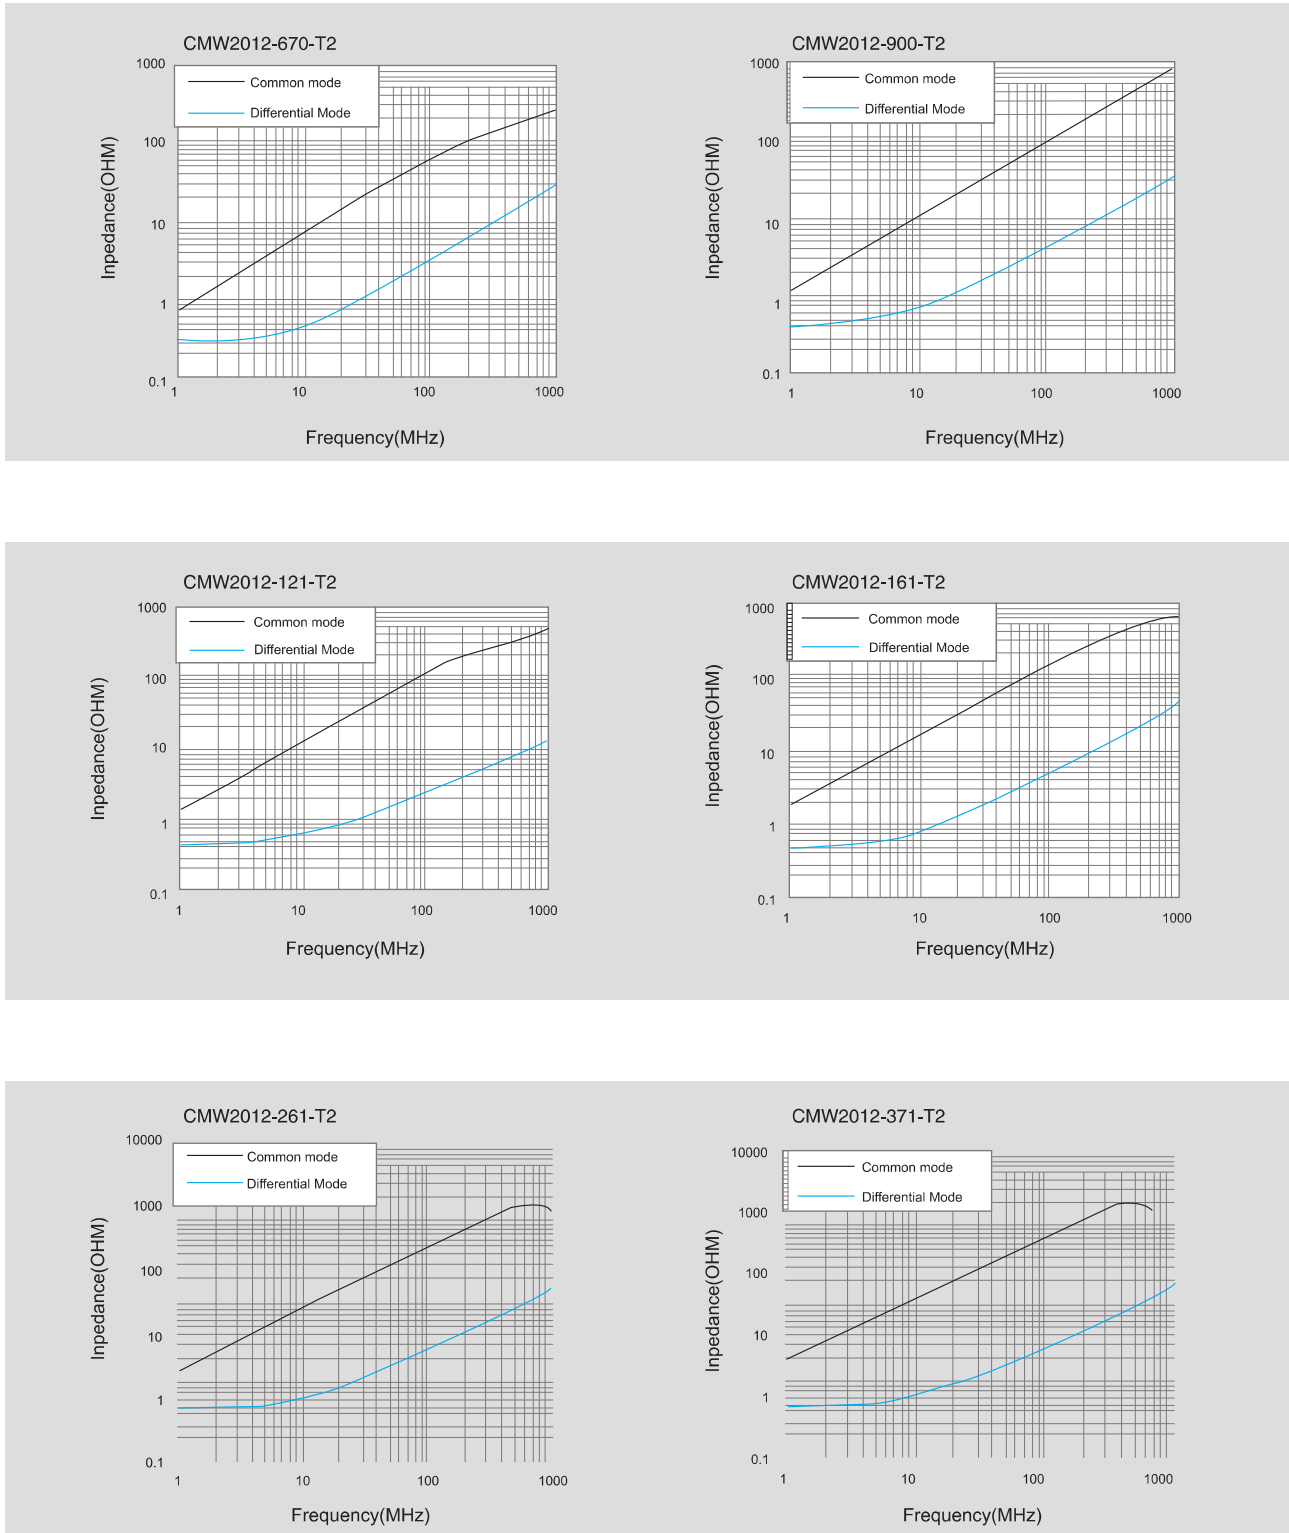 CMW2012-670-T2
1000
Common mode
Differential Mode
100
10
1
0.1
Inpedance(OHM)
1 10 100 1000
Frequency(MHz)
CMW2012-900-T2
1000
Common mode
Differential Mode
100
10
1
0.1
Inpedance(OHM)
1 10 100 1000
Frequency(MHz)
CMW2012-121-T2
1000
Common mode
Differential Mode
100
10
1
0.1
Inpedance(OHM)
1 10 100 1000
Frequency(MHz)
CMW2012-161-T2
1000
Common mode
Differential Mode
100
10
1
0.1
Inpedance(OHM)
1 10 100 1000
Frequency(MHz)
CMW2012-261-T2
10000
Common mode
Differential Mode
1000
100
10
1
0.1
Inpedance(OHM)
1 10 100 1000
Frequency(MHz)
CMW2012-371-T2
10000
Common mode
Differential Mode
1000
100
10
1
0.1
Inpedance(OHM)
1 10 100 1000
Frequency(MHz)